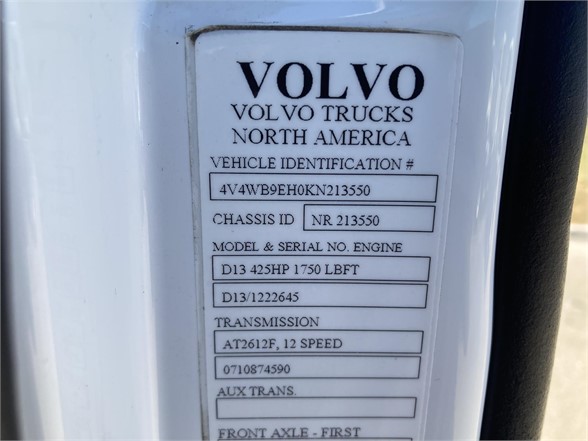 VOLVO
VOLVO TRUCKS
NORTH AMERICA
VEHICLE IDENTIFICATION #
4V4WB9EH0KN213550
CHASSIS ID NR 213550
MODEL & SERIAL NO. ENGINE
D13 425HP 1750 LBFT
D13/1222645
TRANSMISSION
AT2612F, 12 SPEED
0710874590
AUX TRANS.
FRONT AXLE - FIRST